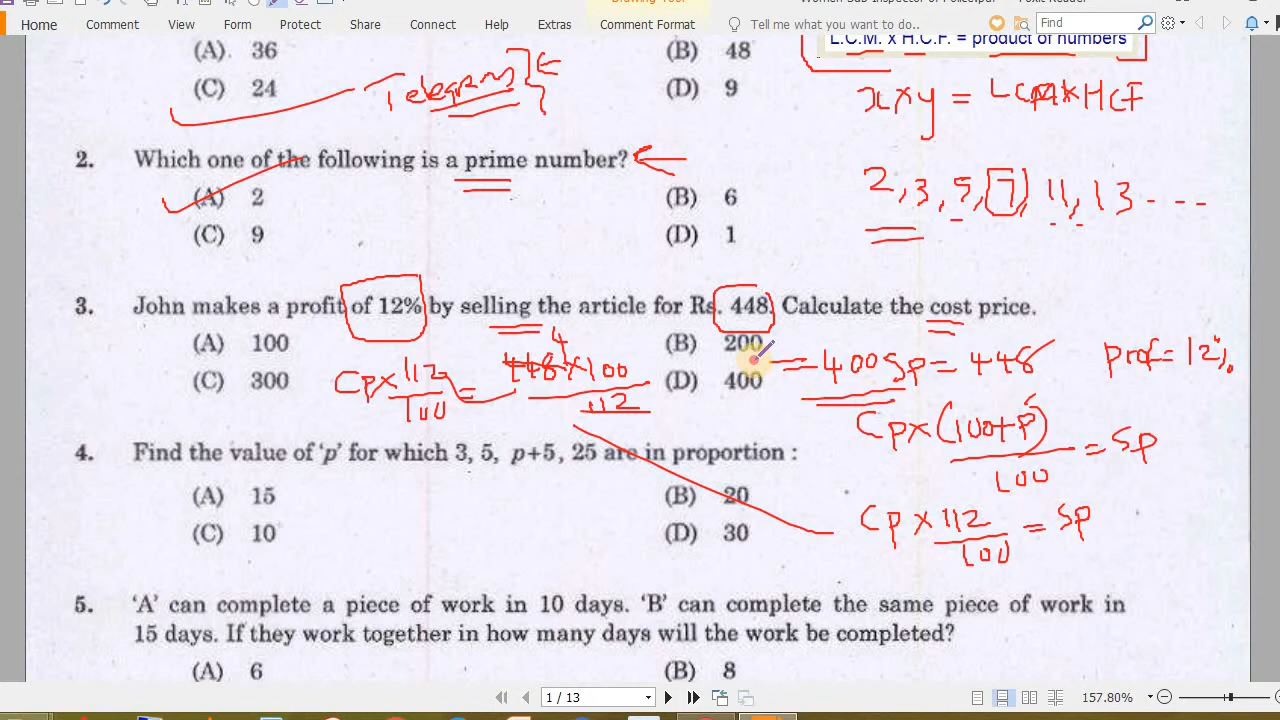 Home Comment View Form Protect Share Connect Help Extras Comment Format Tell me what you want to do.. Find
L.C.M. x H.C.F. = product of numbers
(A). 36 (B) 48
(C) 24 (D) 9
Telegram
x x y = LCM x HCF
2. Which one of the following is a prime number?
(A) 2 (B) 6
(C) 9 (D) 1
2, 3, 5, 7, 11, 13 - - - -
3. John makes a profit of 12% by selling the article for Rs. 448. Calculate the cost price.
(A) 100 (B) 200
(C) 300 (D) 400
Cp x 112/100 = 448 x 100/112 4 = 400
Sp = 448 prof = 12%
Cp x (100+P)/100 = Sp
Cp x 112/100 = Sp
4. Find the value of 'p' for which 3, 5, p+5, 25 are in proportion :
(A) 15 (B) 20
(C) 10 (D) 30
5. 'A' can complete a piece of work in 10 days. 'B' can complete the same piece of work in
15 days. If they work together in how many days will the work be completed?
(A) 6 (B) 8
1 / 13 157.80%